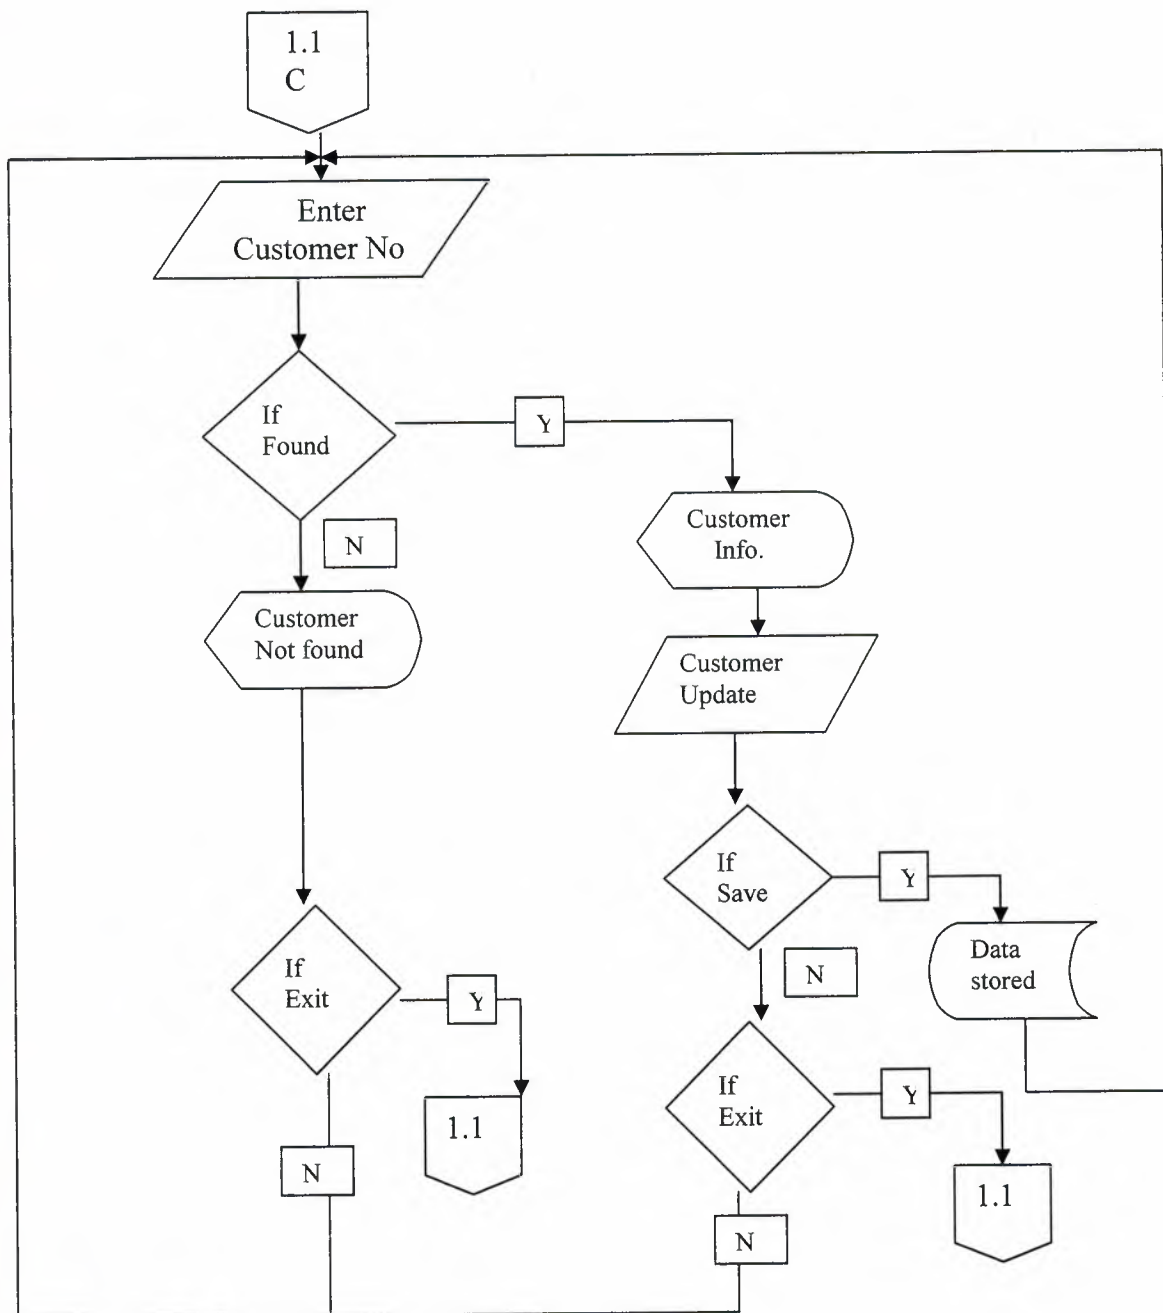 1.1
C
Enter
Customer No
If
Found
Y
N
Customer
Info.
Customer
Not found
Customer
Update
If
Save
Y
N
Data
stored
If
Exit
Y
1.1
N
If
Exit
Y
1.1
N